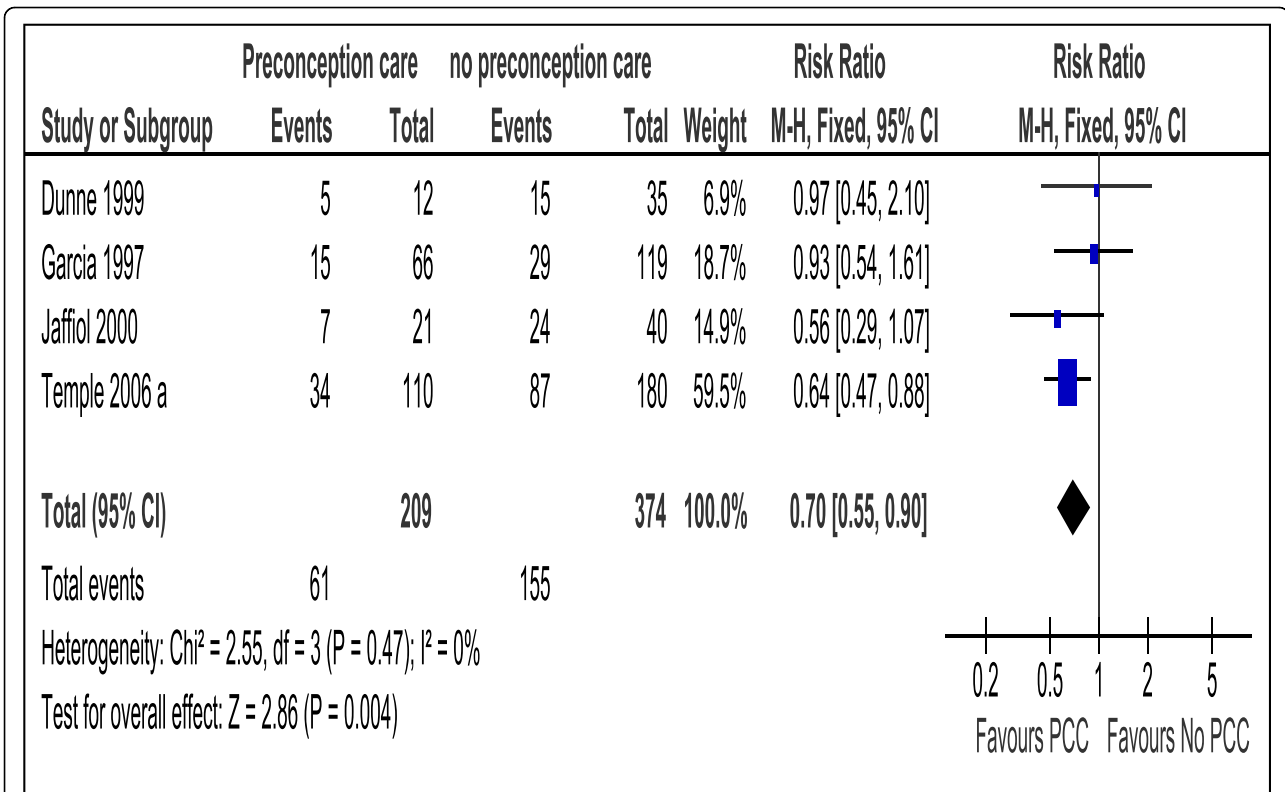 Preconception care no preconception care Risk Ratio Risk Ratio
Study or Subgroup Events Total Events Total Weight M-H, Fixed, 95% CI M-H, Fixed, 95% CI
Dunne 1999 5 12 15 35 6.9% 0.97 [0.45, 2.10]
Garcia 1997 15 66 29 119 18.7% 0.93 [0.54, 1.61]
Jaffiol 2000 7 21 24 40 14.9% 0.56 [0.29, 1.07]
Temple 2006 a 34 110 87 180 59.5% 0.64 [0.47, 0.88]
Total (95% CI) 209 374 100.0% 0.70 [0.55, 0.90]
Total events 61 155
Heterogeneity: Chi² = 2.55, df = 3 (P = 0.47); I² = 0%
Test for overall effect: Z = 2.86 (P = 0.004)
0.2 0.5 1 2 5
Favours PCC Favours No PCC